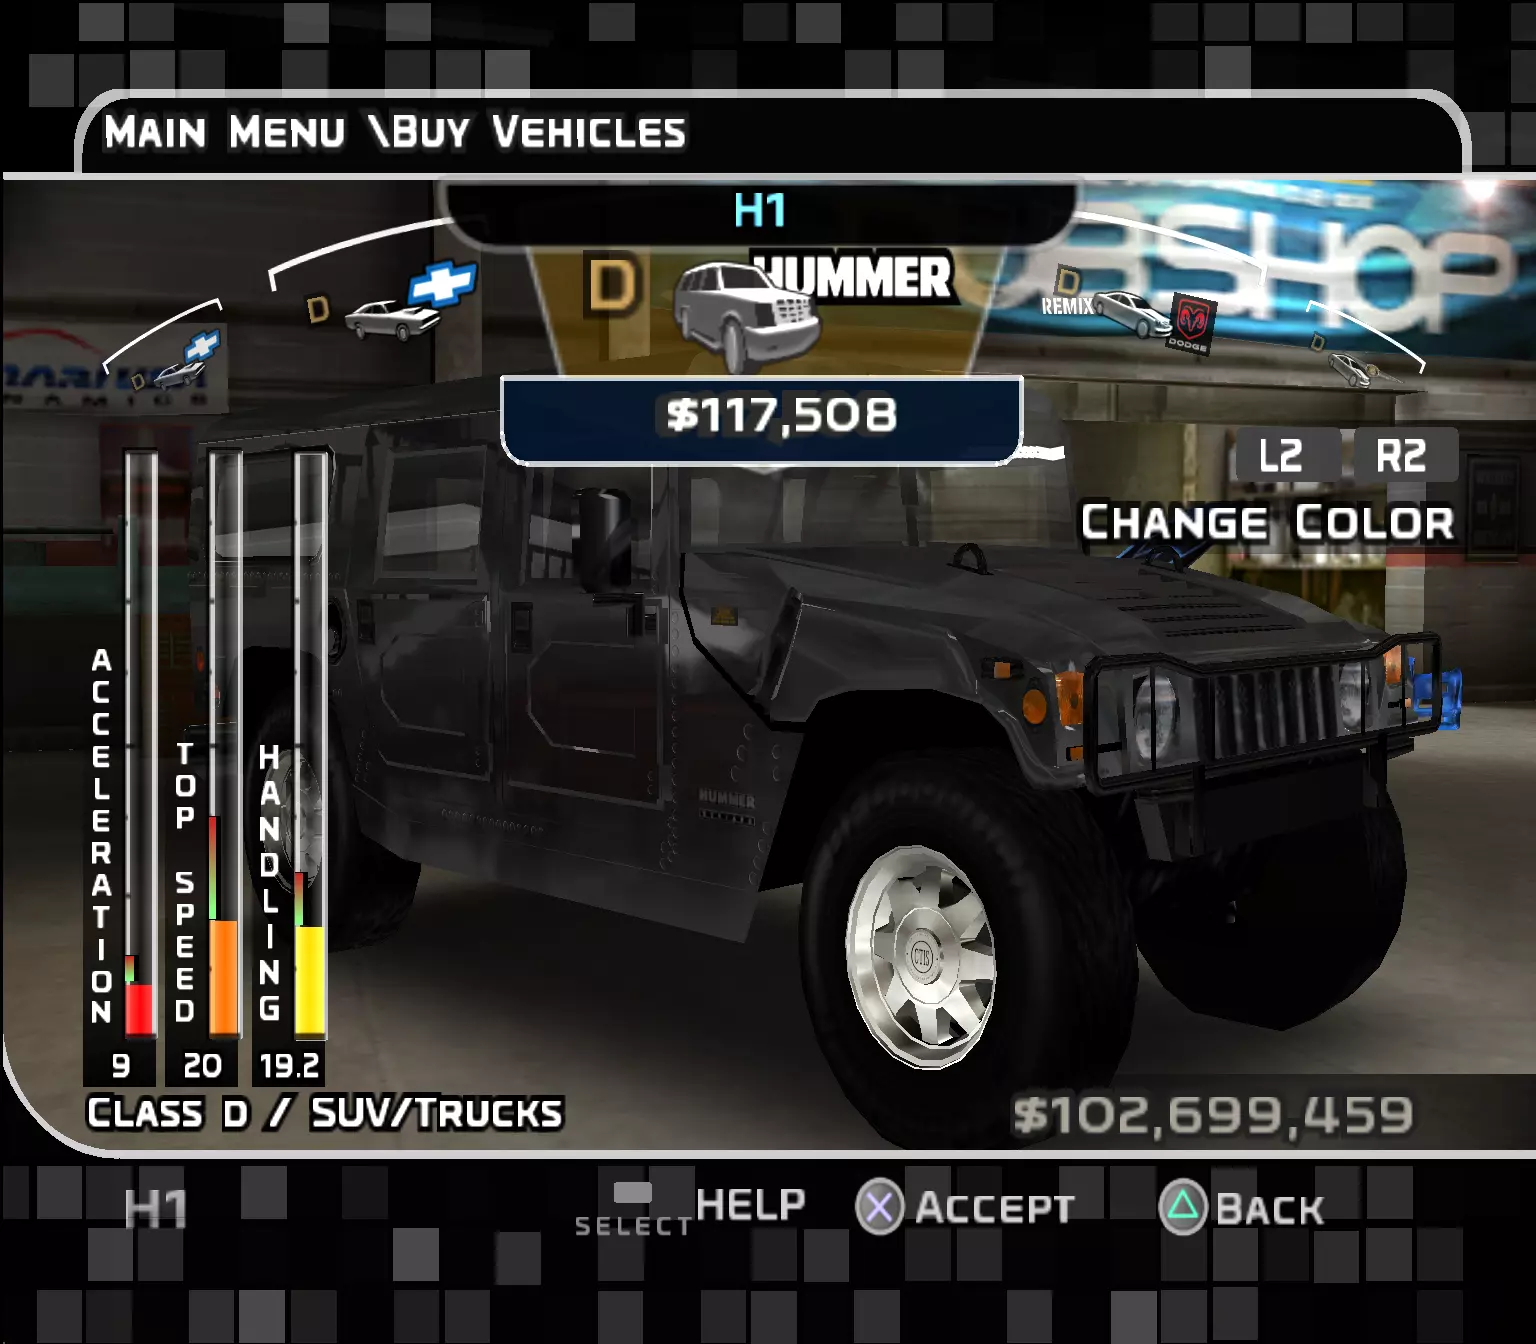 MAIN MENU \BUY VEHICLES
H1
D
HUMMER
D
D
REMIX
DODGE
D
D
$117,508
L2 R2
CHANGE COLOR
ACCELERATION
TOP SPEED
HANDLING
HUMMER
OTIS
9 20 19.2
CLASS D / SUV/TRUCKS
$102,699,459
H1
SELECT HELP
ACCEPT
BACK